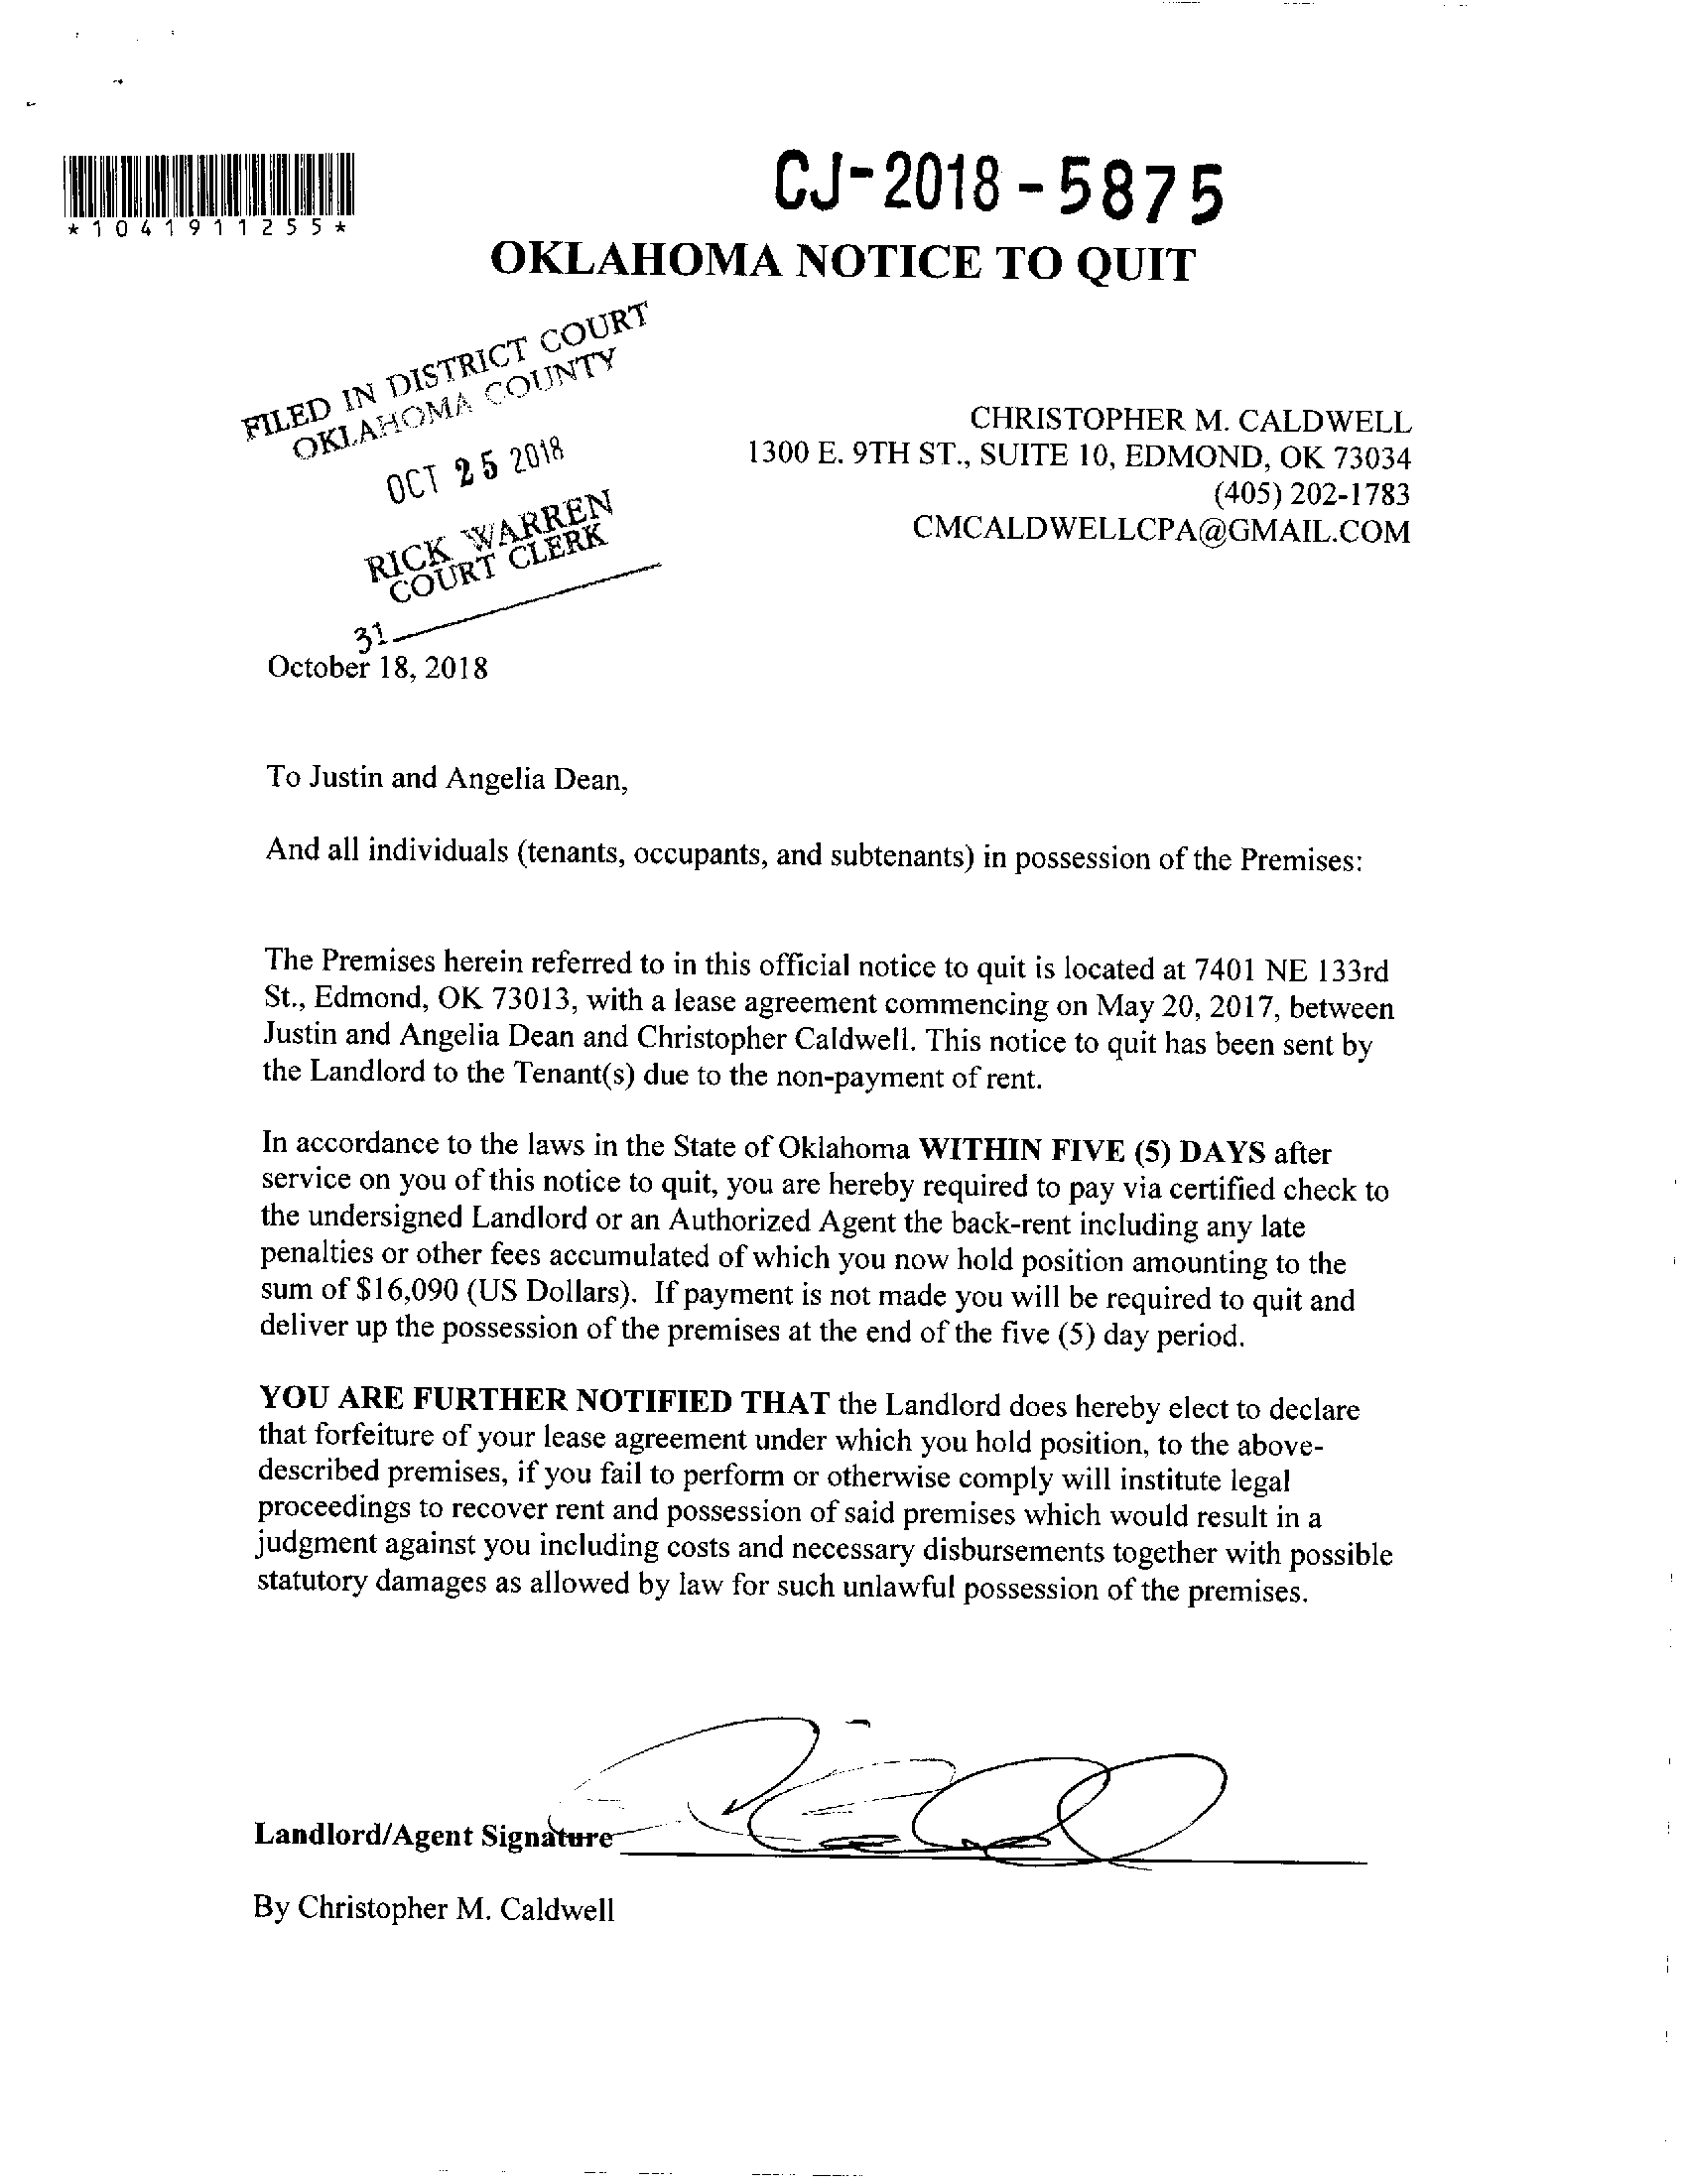 *1041911255*
CJ-2018-5875
OKLAHOMA NOTICE TO QUIT
FILED IN DISTRICT COURT
OKLAHOMA COUNTY
OCT 25 2018
RICK WARREN
COURT CLERK
31
CHRISTOPHER M. CALDWELL
1300 E. 9TH ST., SUITE 10, EDMOND, OK 73034
(405) 202-1783
CMCALDWELLCPA@GMAIL.COM
October 18, 2018
To Justin and Angelia Dean,
And all individuals (tenants, occupants, and subtenants) in possession of the Premises:
The Premises herein referred to in this official notice to quit is located at 7401 NE 133rd
St., Edmond, OK 73013, with a lease agreement commencing on May 20, 2017, between
Justin and Angelia Dean and Christopher Caldwell. This notice to quit has been sent by
the Landlord to the Tenant(s) due to the non-payment of rent.
In accordance to the laws in the State of Oklahoma WITHIN FIVE (5) DAYS after
service on you of this notice to quit, you are hereby required to pay via certified check to
the undersigned Landlord or an Authorized Agent the back-rent including any late
penalties or other fees accumulated of which you now hold position amounting to the
sum of $16,090 (US Dollars). If payment is not made you will be required to quit and
deliver up the possession of the premises at the end of the five (5) day period.
YOU ARE FURTHER NOTIFIED THAT the Landlord does hereby elect to declare
that forfeiture of your lease agreement under which you hold position, to the above-
described premises, if you fail to perform or otherwise comply will institute legal
proceedings to recover rent and possession of said premises which would result in a
judgment against you including costs and necessary disbursements together with possible
statutory damages as allowed by law for such unlawful possession of the premises.
Landlord/Agent Signature
By Christopher M. Caldwell